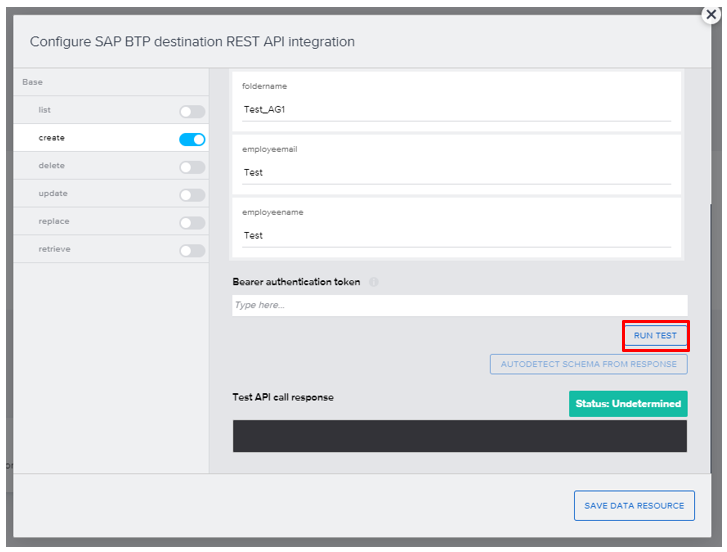 Configure SAP BTP destination REST API integration
Base
list
create
delete
update
replace
retrieve
foldername
Test_AG1
employeemail
Test
employeename
Test
Bearer authentication token
Type here...
RUN TEST
AUTODETECT SCHEMA FROM RESPONSE
Test API call response
Status: Undetermined
SAVE DATA RESOURCE